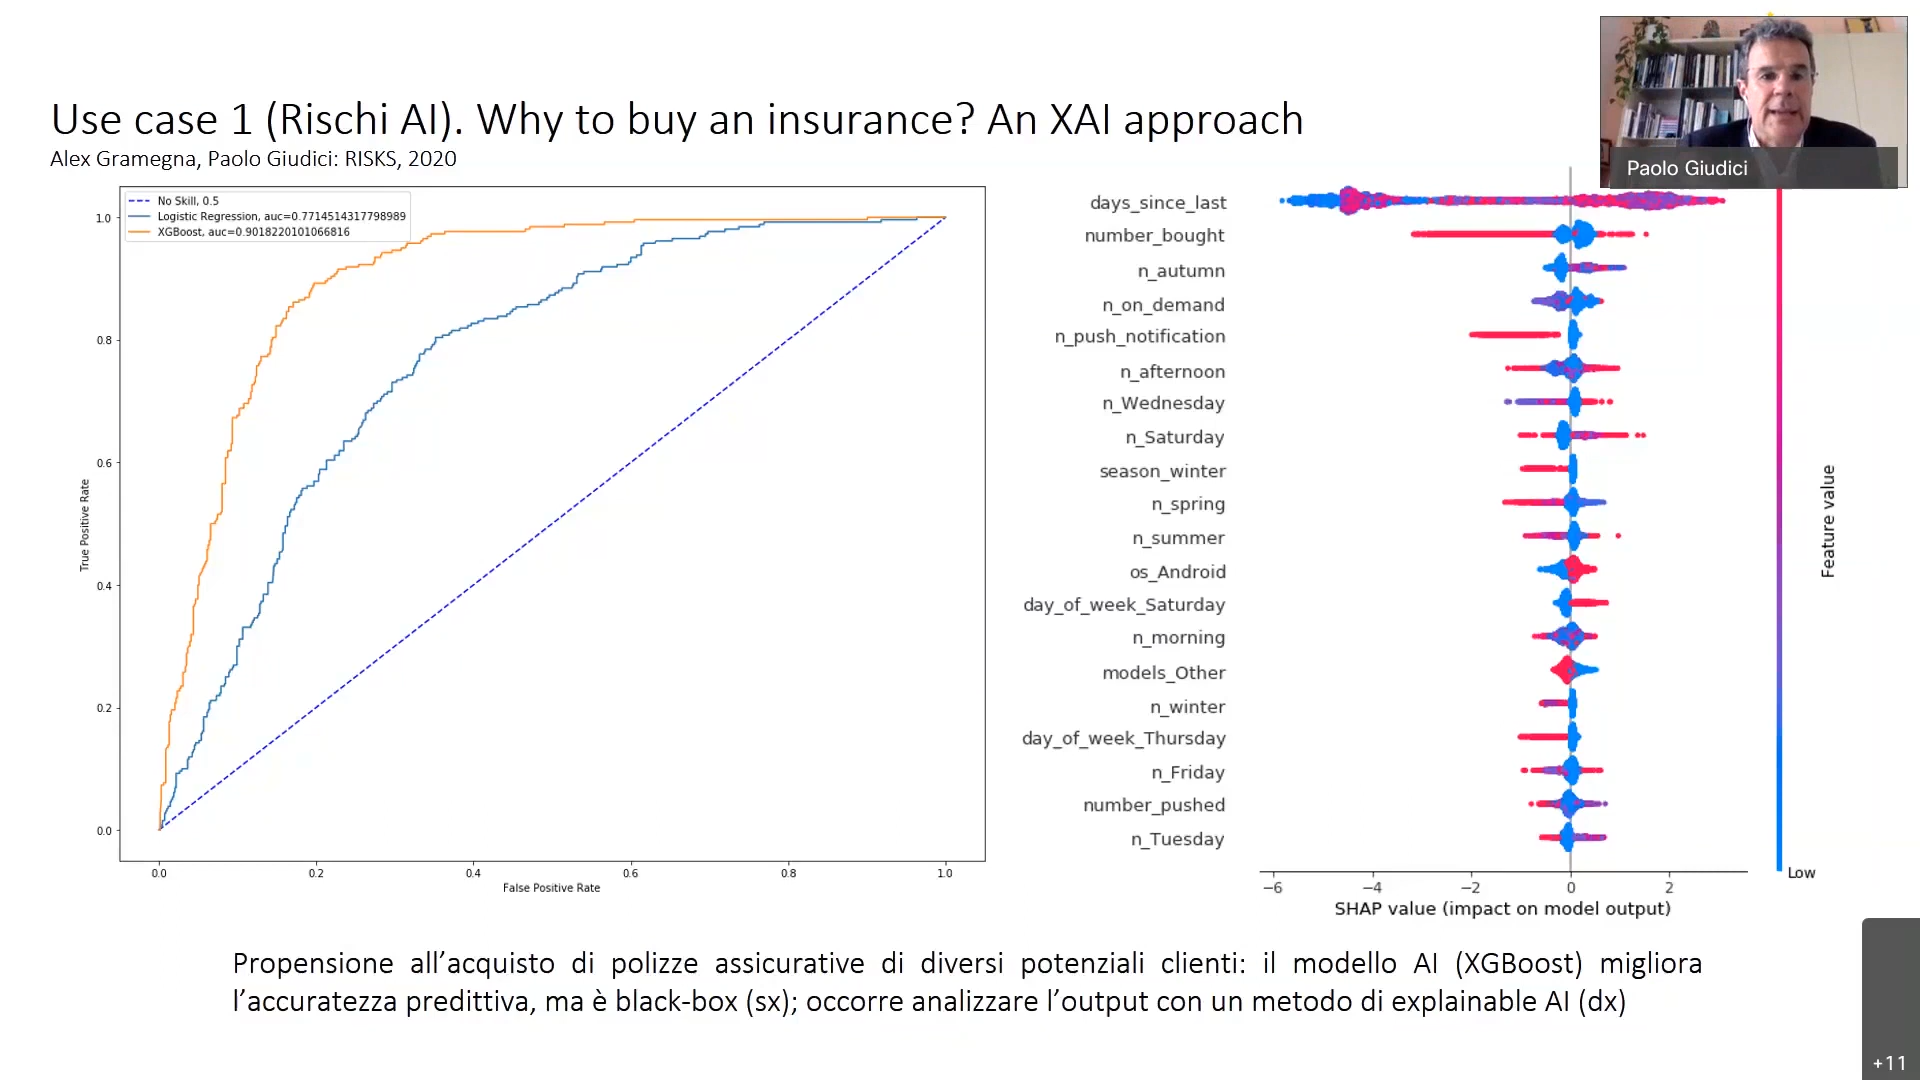 Use case 1 (Rischi AI). Why to buy an insurance? An XAI approach
Alex Gramegna, Paolo Giudici: RISKS, 2020
Paolo Giudici
No Skill, 0.5
Logistic Regression, auc=0.7714514317798989
XGBoost, auc=0.9018220101066816
1.0
0.8
0.6
0.4
0.2
0.0
True Positive Rate
0.0 0.2 0.4 0.6 0.8 1.0
False Positive Rate
days_since_last
number_bought
n_autumn
n_on_demand
n_push_notification
n_afternoon
n_Wednesday
n_Saturday
season_winter
n_spring
n_summer
os_Android
day_of_week_Saturday
n_morning
models_Other
n_winter
day_of_week_Thursday
n_Friday
number_pushed
n_Tuesday
−6 −4 −2 0 2
SHAP value (impact on model output)
Feature value
Low
Propensione all’acquisto di polizze assicurative di diversi potenziali clienti: il modello AI (XGBoost) migliora
l’accuratezza predittiva, ma è black-box (sx); occorre analizzare l’output con un metodo di explainable AI (dx)
+11